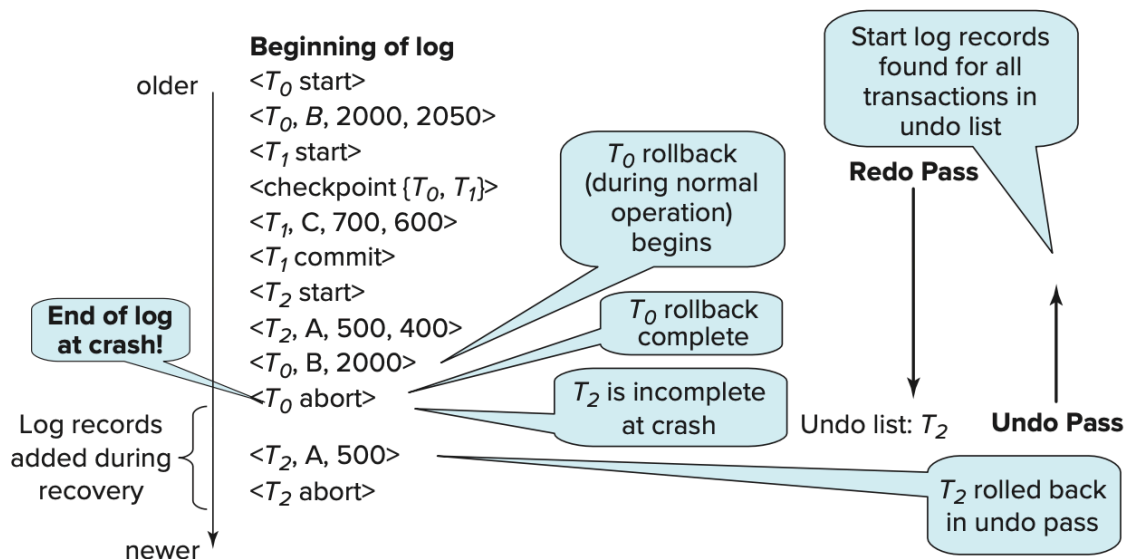 Beginning of log
older
<T0 start>
<T0, B, 2000, 2050>
<T1 start>
<checkpoint {T0, T1}>
<T1, C, 700, 600>
<T1 commit>
<T2 start>
<T2, A, 500, 400>
<T0, B, 2000>
<T0 abort>
<T2, A, 500>
<T2 abort>
End of log
at crash!
Log records
added during
recovery
newer
T0 rollback
(during normal
operation)
begins
T0 rollback
complete
T2 is incomplete
at crash
Start log records
found for all
transactions in
undo list
Redo Pass
Undo list: T2
Undo Pass
T2 rolled back
in undo pass